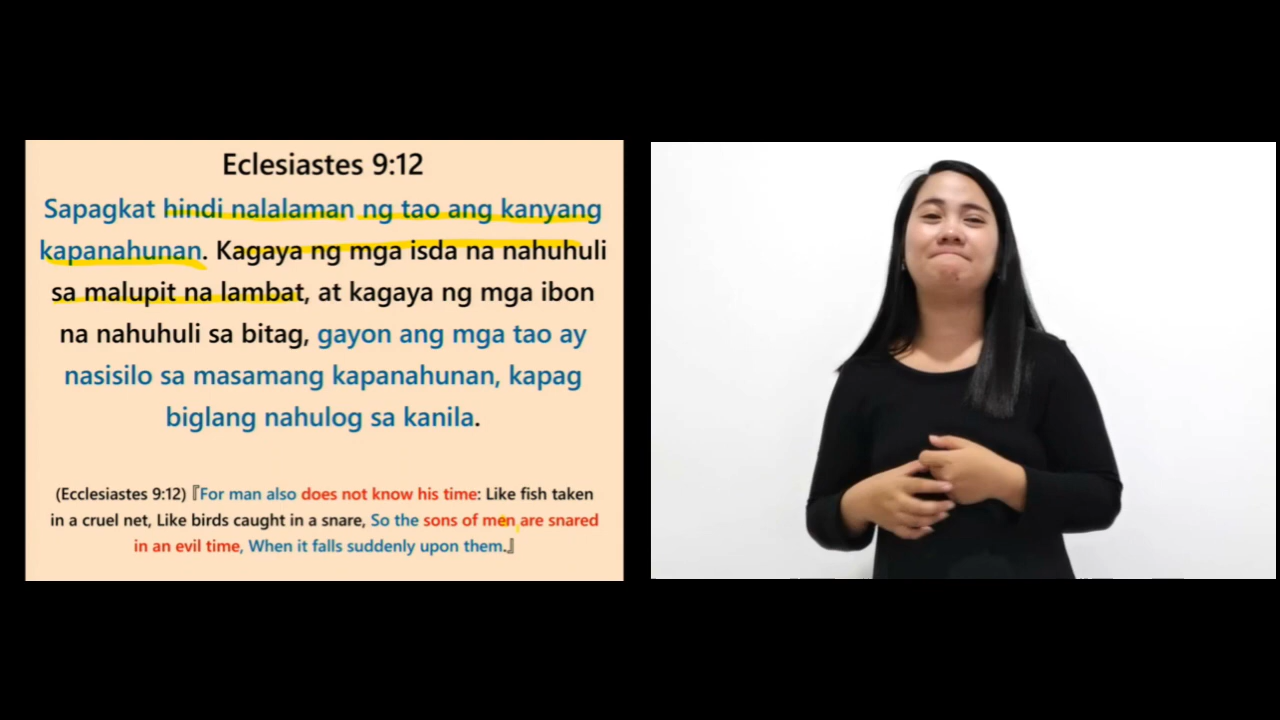 Eclesiastes 9:12
Sapagkat hindi nalalaman ng tao ang kanyang
kapanahunan. Kagaya ng mga isda na nahuhuli
sa malupit na lambat, at kagaya ng mga ibon
na nahuhuli sa bitag, gayon ang mga tao ay
nasisilo sa masamang kapanahunan, kapag
biglang nahulog sa kanila.
(Ecclesiastes 9:12)『For man also does not know his time: Like fish taken
in a cruel net, Like birds caught in a snare, So the sons of men are snared
in an evil time, When it falls suddenly upon them.』